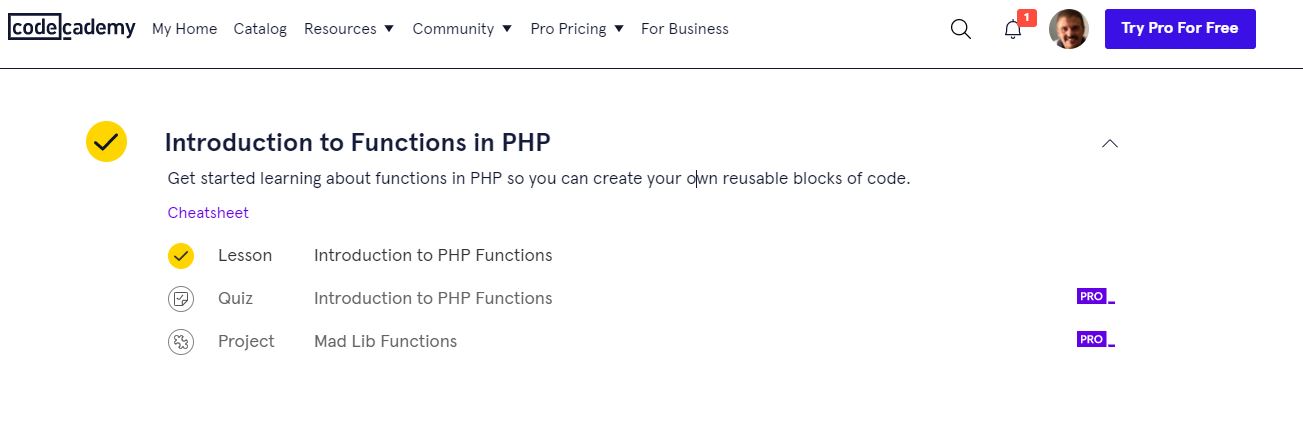 codecademy My Home Catalog Resources Community Pro Pricing For Business 1 Try Pro For Free
Introduction to Functions in PHP
Get started learning about functions in PHP so you can create your own reusable blocks of code.
Cheatsheet
Lesson Introduction to PHP Functions
Quiz Introduction to PHP Functions PRO
Project Mad Lib Functions PRO